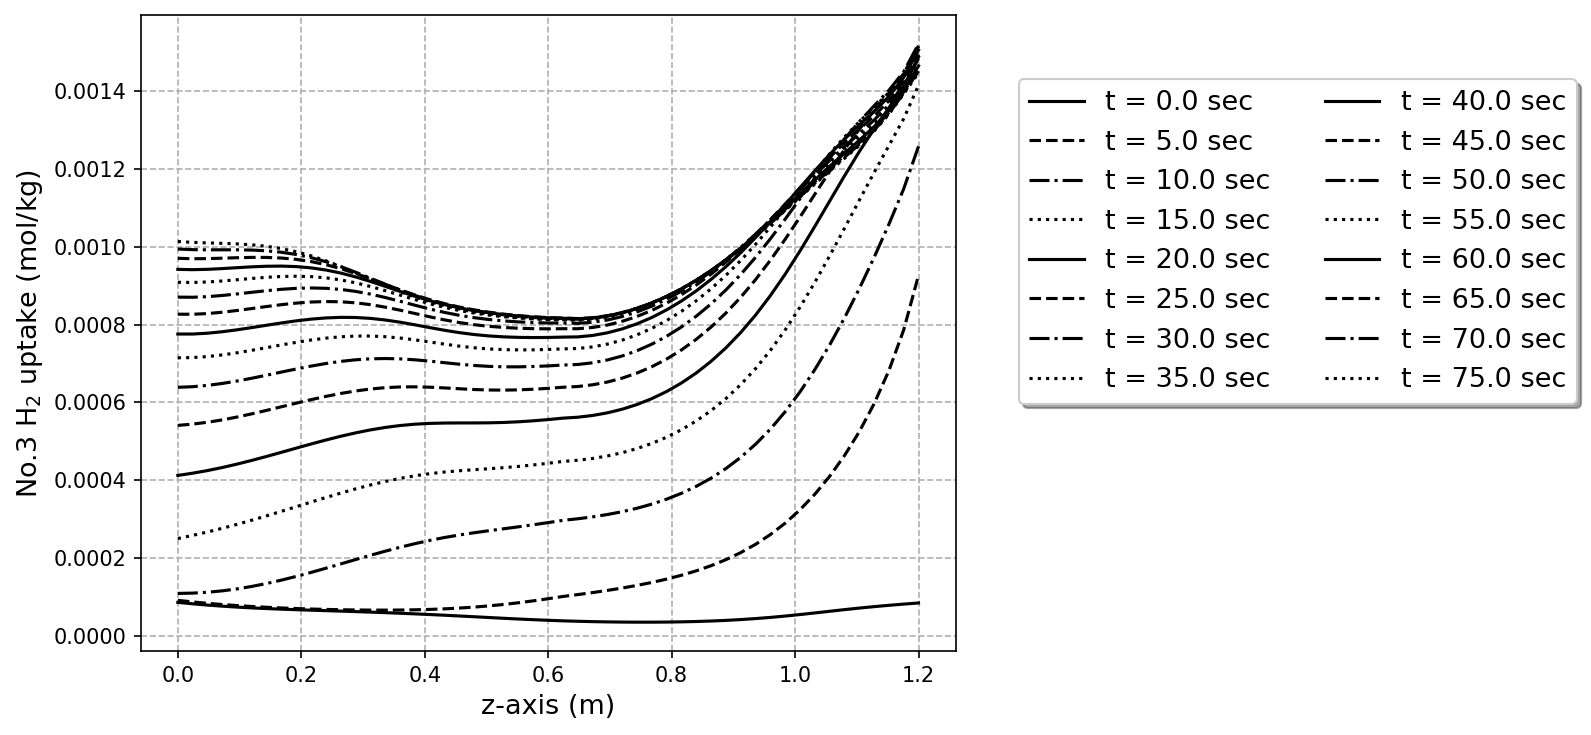 No.3 H₂ uptake (mol/kg)
0.0014
0.0012
0.0010
0.0008
0.0006
0.0004
0.0002
0.0000
0.0 0.2 0.4 0.6 0.8 1.0 1.2
z-axis (m)
t = 0.0 sec
t = 5.0 sec
t = 10.0 sec
t = 15.0 sec
t = 20.0 sec
t = 25.0 sec
t = 30.0 sec
t = 35.0 sec
t = 40.0 sec
t = 45.0 sec
t = 50.0 sec
t = 55.0 sec
t = 60.0 sec
t = 65.0 sec
t = 70.0 sec
t = 75.0 sec